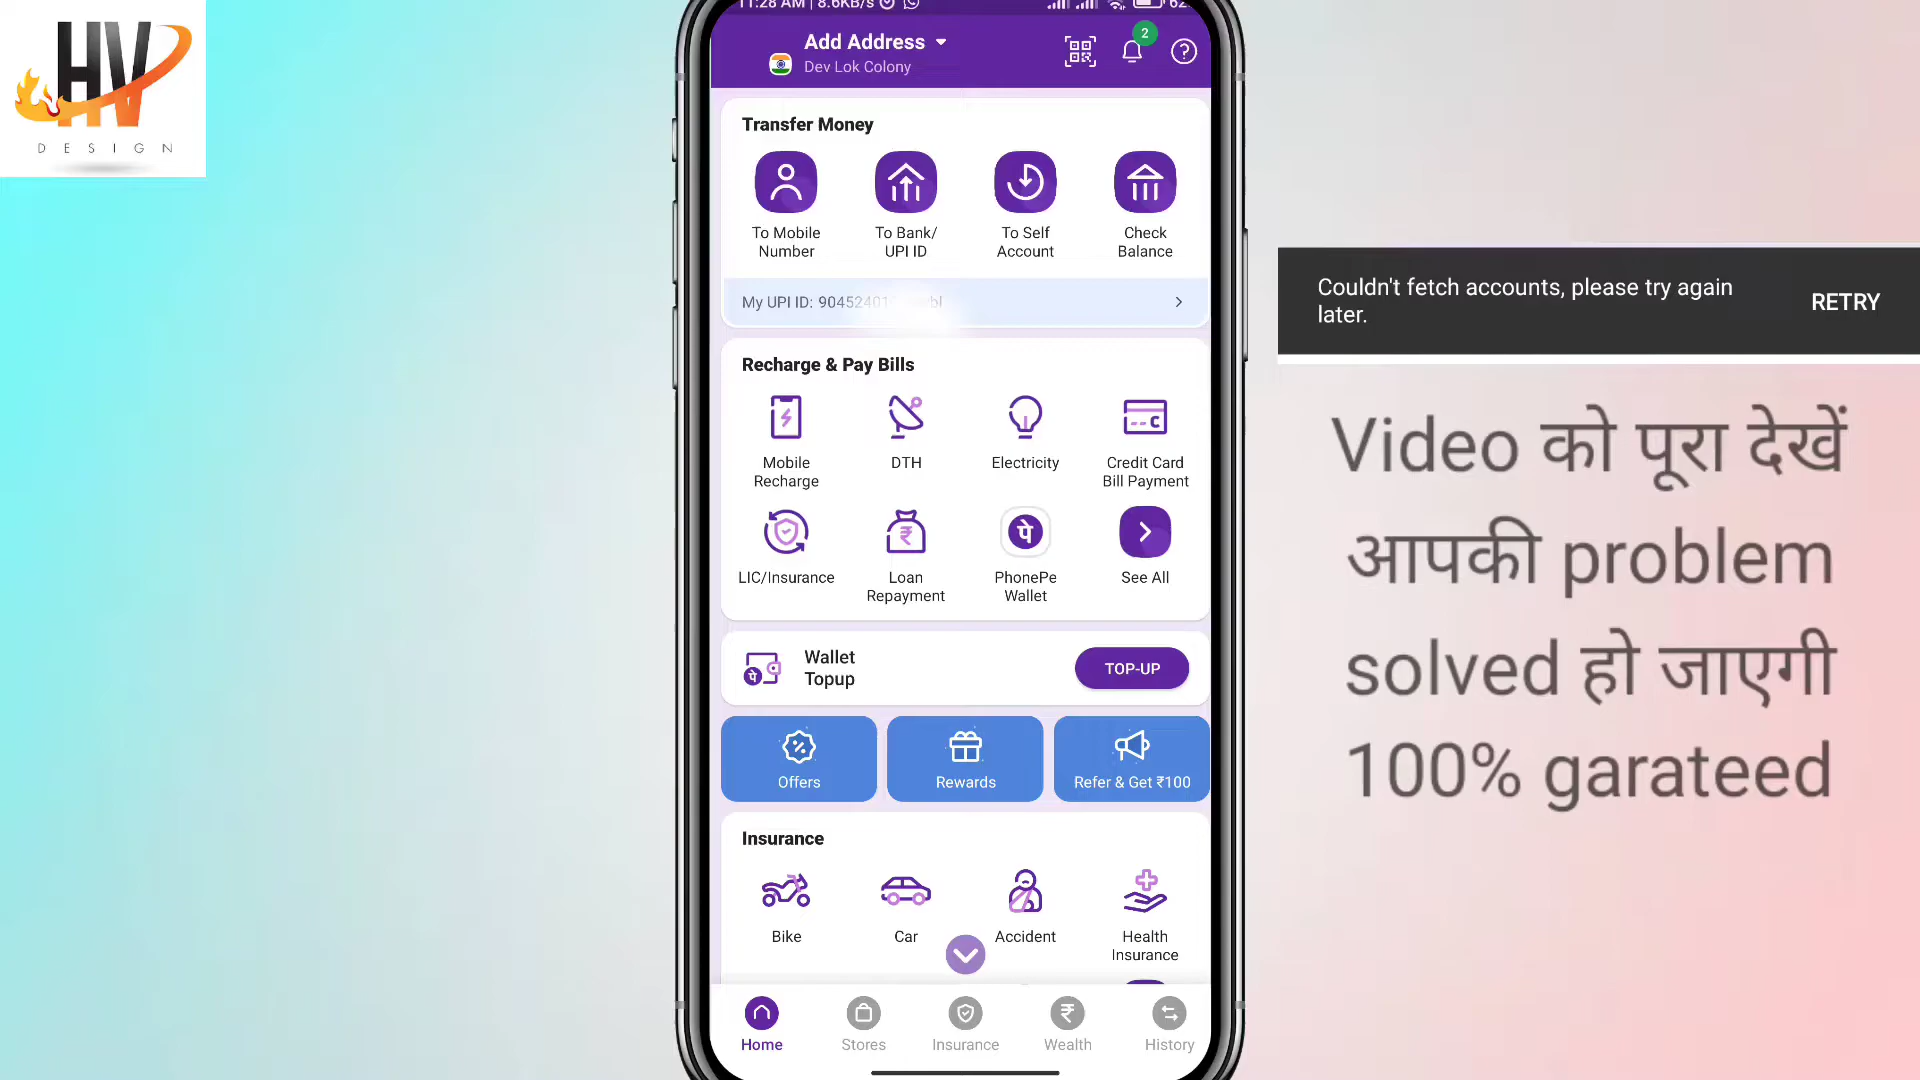 HV
DESIGN
11:28 AM | 8.6KB/s
62
Add Address
Dev Lok Colony
2
Transfer Money
To Mobile
Number
To Bank/
UPI ID
To Self
Account
Check
Balance
My UPI ID:
Recharge & Pay Bills
Mobile
Recharge
DTH
Electricity
Credit Card
Bill Payment
LIC/Insurance
Loan
Repayment
पे
PhonePe
Wallet
See All
Wallet
Topup
TOP-UP
Offers
Rewards
Refer & Get ₹100
Insurance
Bike
Car
Accident
Health
Insurance
Home
Stores
Insurance
Wealth
History
Couldn't fetch accounts, please try again
later.
RETRY
Video को पूरा देखें
आपकी problem
solved हो जाएगी
100% garateed